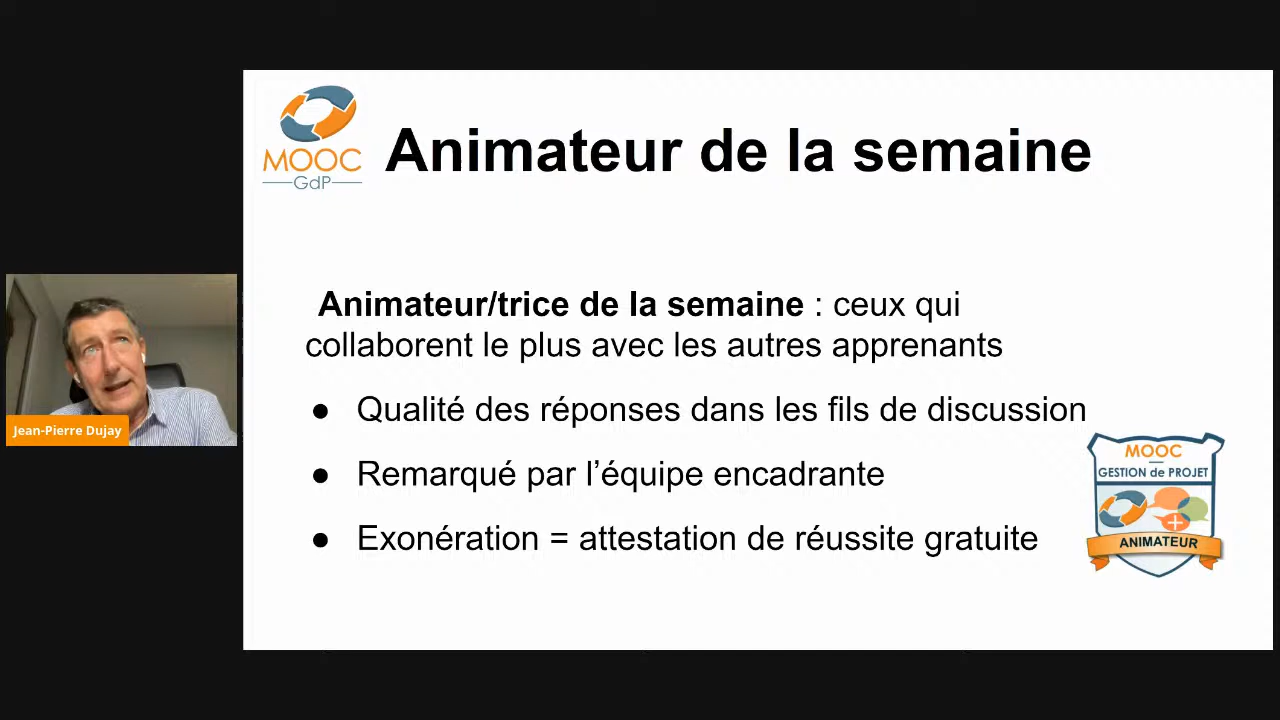 MOOC
GdP
Animateur de la semaine
Animateur/trice de la semaine : ceux qui
collaborent le plus avec les autres apprenants
● Qualité des réponses dans les fils de discussion
● Remarqué par l’équipe encadrante
● Exonération = attestation de réussite gratuite
MOOC
GESTION de PROJET
ANIMATEUR
Jean-Pierre Dujay